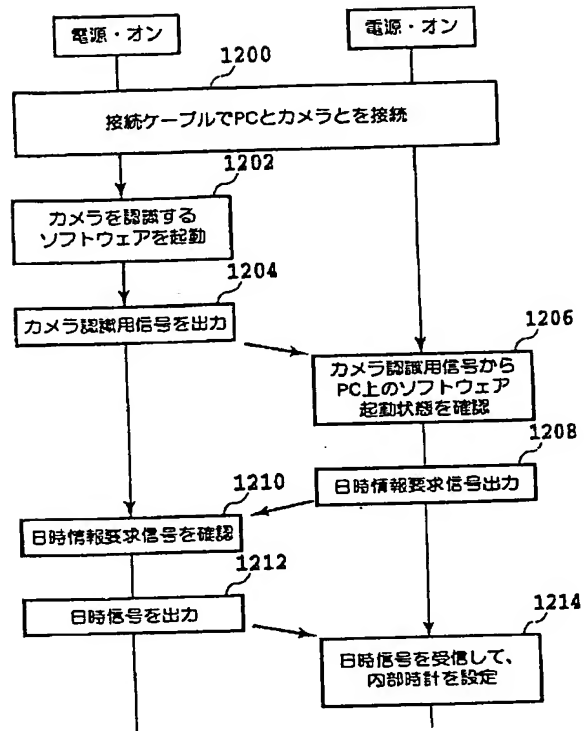 電源・オン
電源・オン
1200
接続ケーブルでPCとカメラとを接続
1202
カメラを認識する
ソフトウェアを起動
1204
カメラ認識用信号を出力
1206
カメラ認識用信号から
PC上のソフトウェア
起動状態を確認
1208
日時情報要求信号出力
1210
日時情報要求信号を確認
1212
日時信号を出力
1214
日時信号を受信して、
内部時計を設定